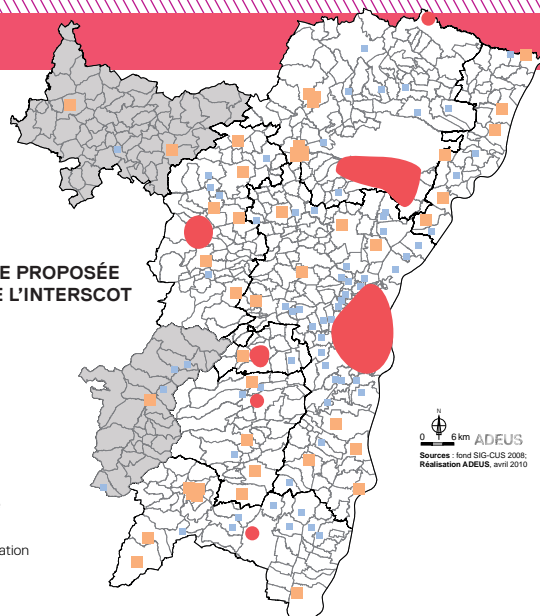 E PROPOSÉE
E L'INTERSCOT
N
0 6 km ADEUS
Sources : fond SIG-CUS 2008;
Réalisation ADEUS, avril 2010
ation